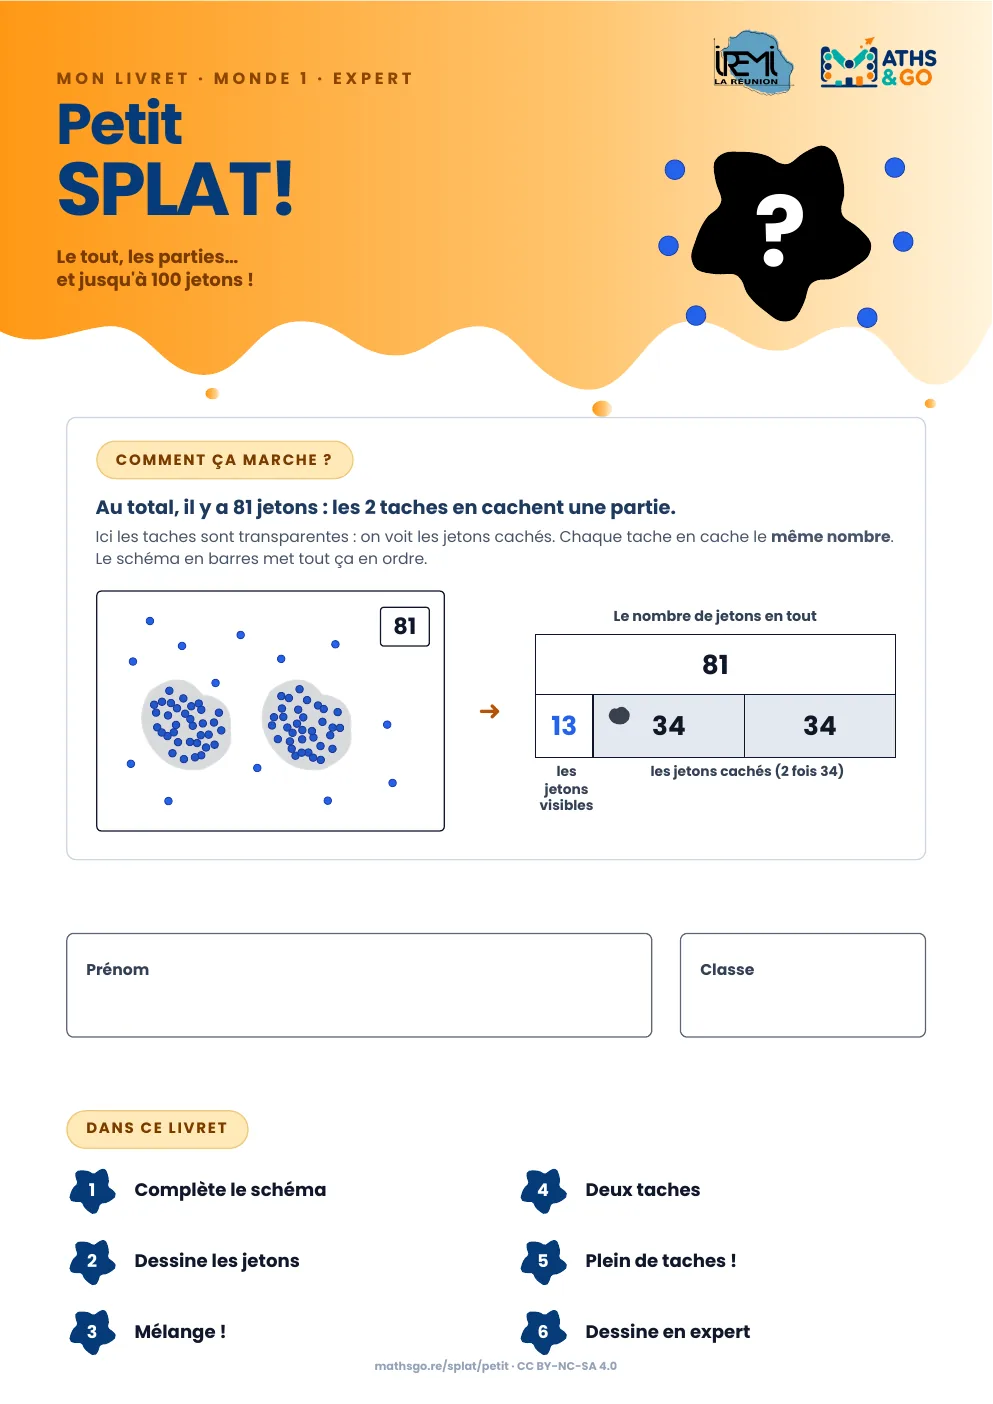 MON LIVRET · MONDE 1 · EXPERT
Petit
SPLAT!
Le tout, les parties…
et jusqu'à 100 jetons !
IREMI
LA RÉUNION
MATHS
&GO
?
COMMENT ÇA MARCHE ?
Au total, il y a 81 jetons : les 2 taches en cachent une partie.
Ici les taches sont transparentes : on voit les jetons cachés. Chaque tache en cache le même nombre.
Le schéma en barres met tout ça en ordre.
81
Le nombre de jetons en tout
81
13 34 34
les
jetons
visibles
les jetons cachés (2 fois 34)
Prénom
Classe
DANS CE LIVRET
1 Complète le schéma
4 Deux taches
2 Dessine les jetons
5 Plein de taches !
3 Mélange !
6 Dessine en expert
mathsgo.re/splat/petit · CC BY-NC-SA 4.0